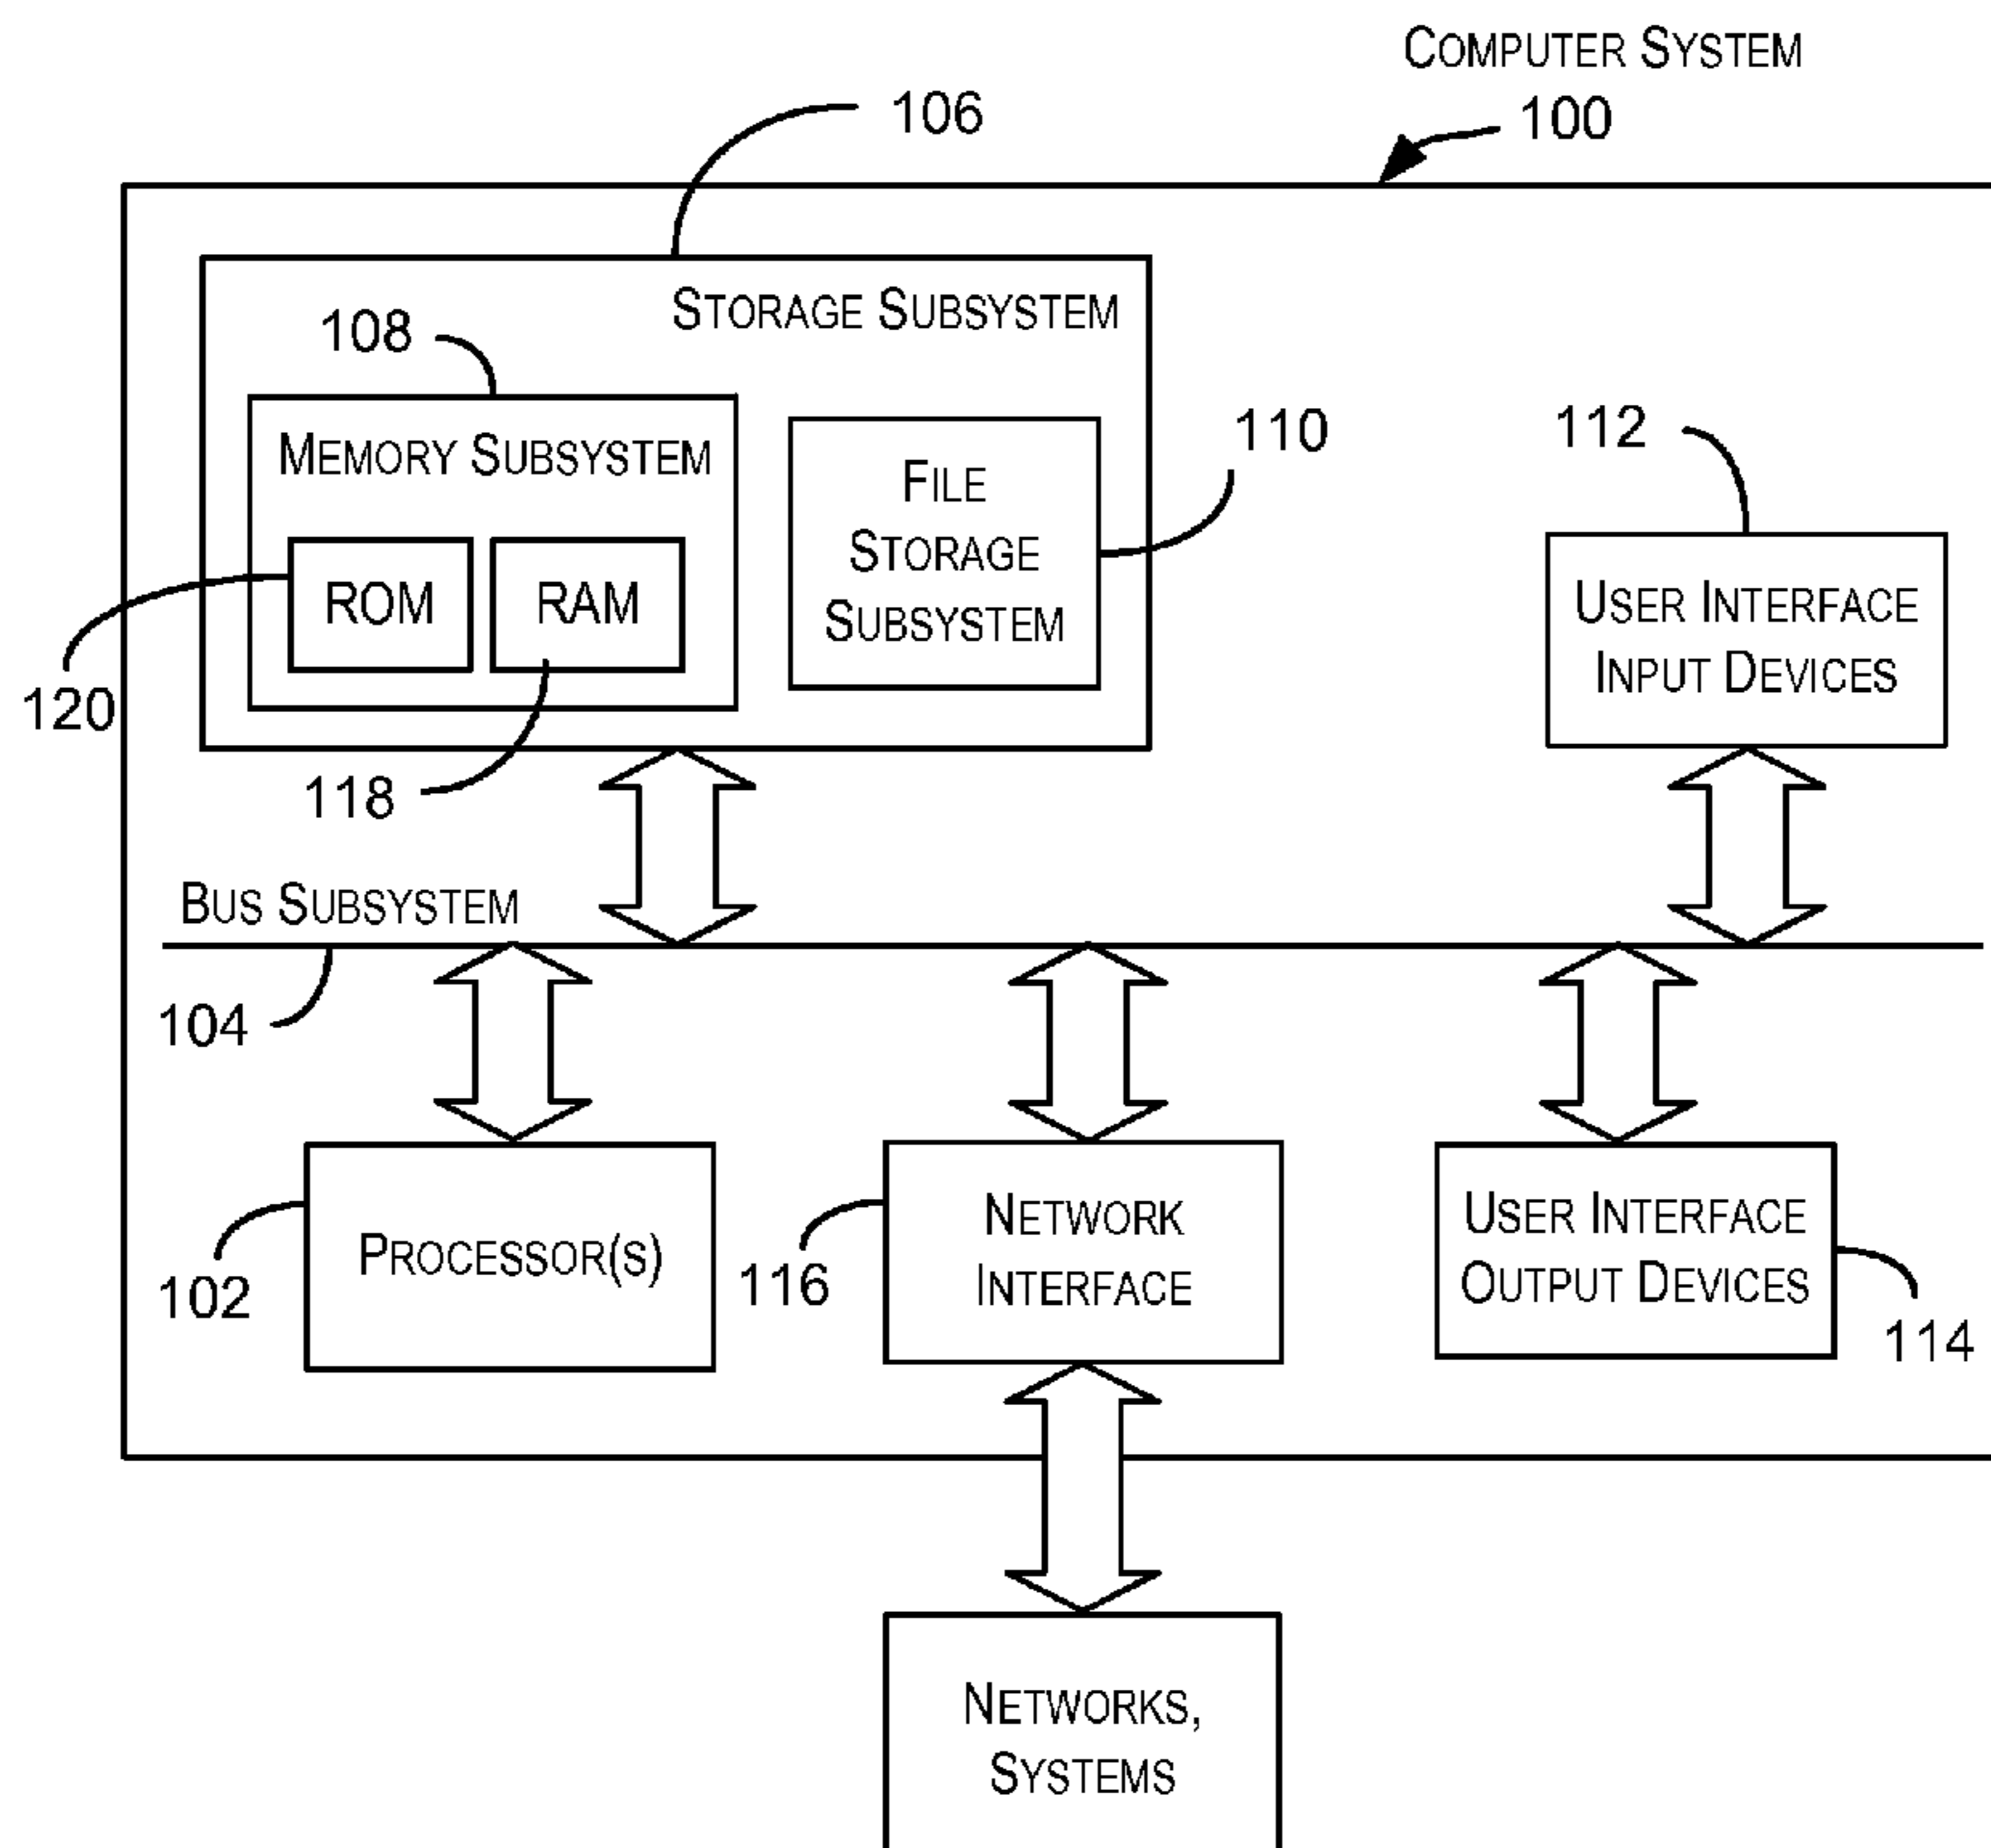 COMPUTER SYSTEM
100
106
STORAGE SUBSYSTEM
108
MEMORY SUBSYSTEM
ROM
RAM
120
118
FILE
STORAGE
SUBSYSTEM
110
112
USER INTERFACE
INPUT DEVICES
BUS SUBSYSTEM
104
PROCESSOR(S)
102
NETWORK
INTERFACE
116
USER INTERFACE
OUTPUT DEVICES
114
NETWORKS,
SYSTEMS